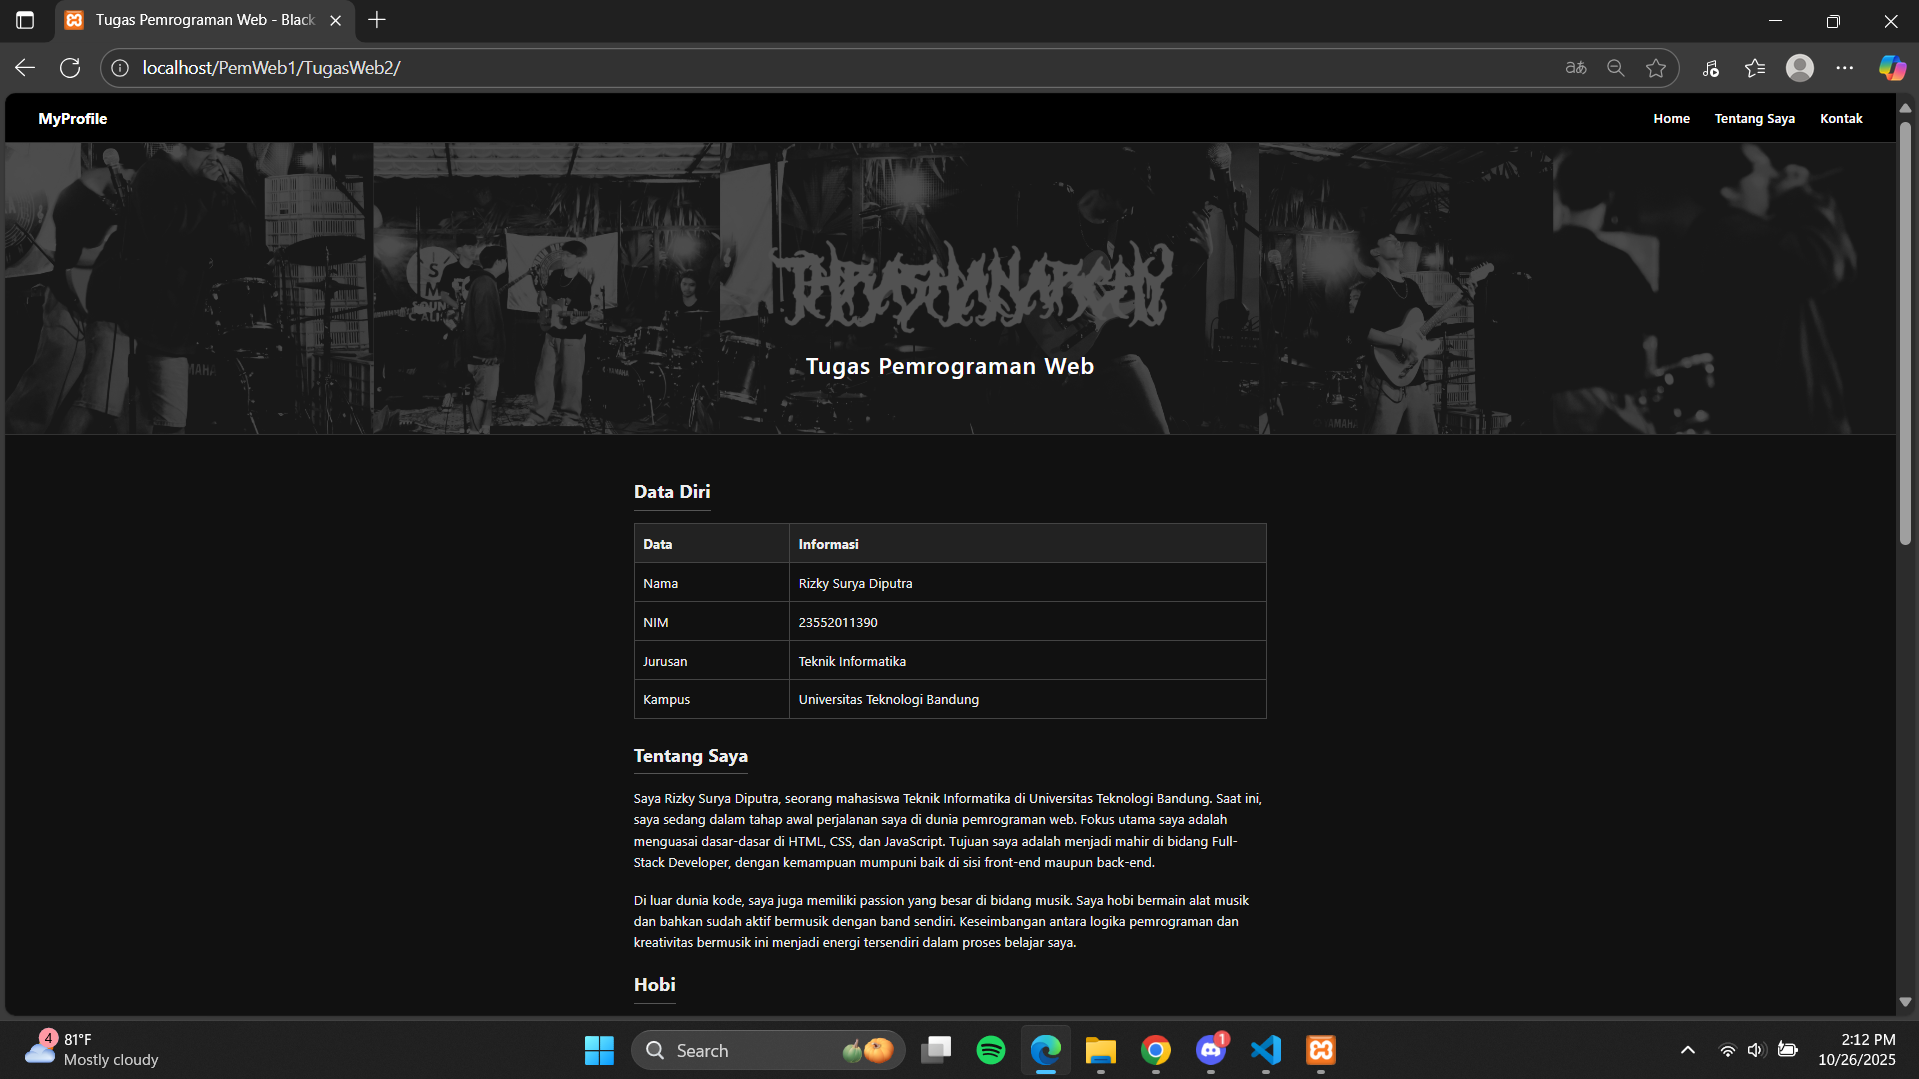 Tugas Pemrograman Web - Black
localhost/PemWeb1/TugasWeb2/
MyProfile
Home Tentang Saya Kontak
THRASHANARCHY
Tugas Pemrograman Web
Data Diri
Data Informasi
Nama Rizky Surya Diputra
NIM 23552011390
Jurusan Teknik Informatika
Kampus Universitas Teknologi Bandung
Tentang Saya
Saya Rizky Surya Diputra, seorang mahasiswa Teknik Informatika di Universitas Teknologi Bandung. Saat ini,
saya sedang dalam tahap awal perjalanan saya di dunia pemrograman web. Fokus utama saya adalah
menguasai dasar-dasar di HTML, CSS, dan JavaScript. Tujuan saya adalah menjadi mahir di bidang Full-
Stack Developer, dengan kemampuan mumpuni baik di sisi front-end maupun back-end.
Di luar dunia kode, saya juga memiliki passion yang besar di bidang musik. Saya hobi bermain alat musik
dan bahkan sudah aktif bermusik dengan band sendiri. Keseimbangan antara logika pemrograman dan
kreativitas bermusik ini menjadi energi tersendiri dalam proses belajar saya.
Hobi
4
81°F
Mostly cloudy
Search
1
2:12 PM
10/26/2025